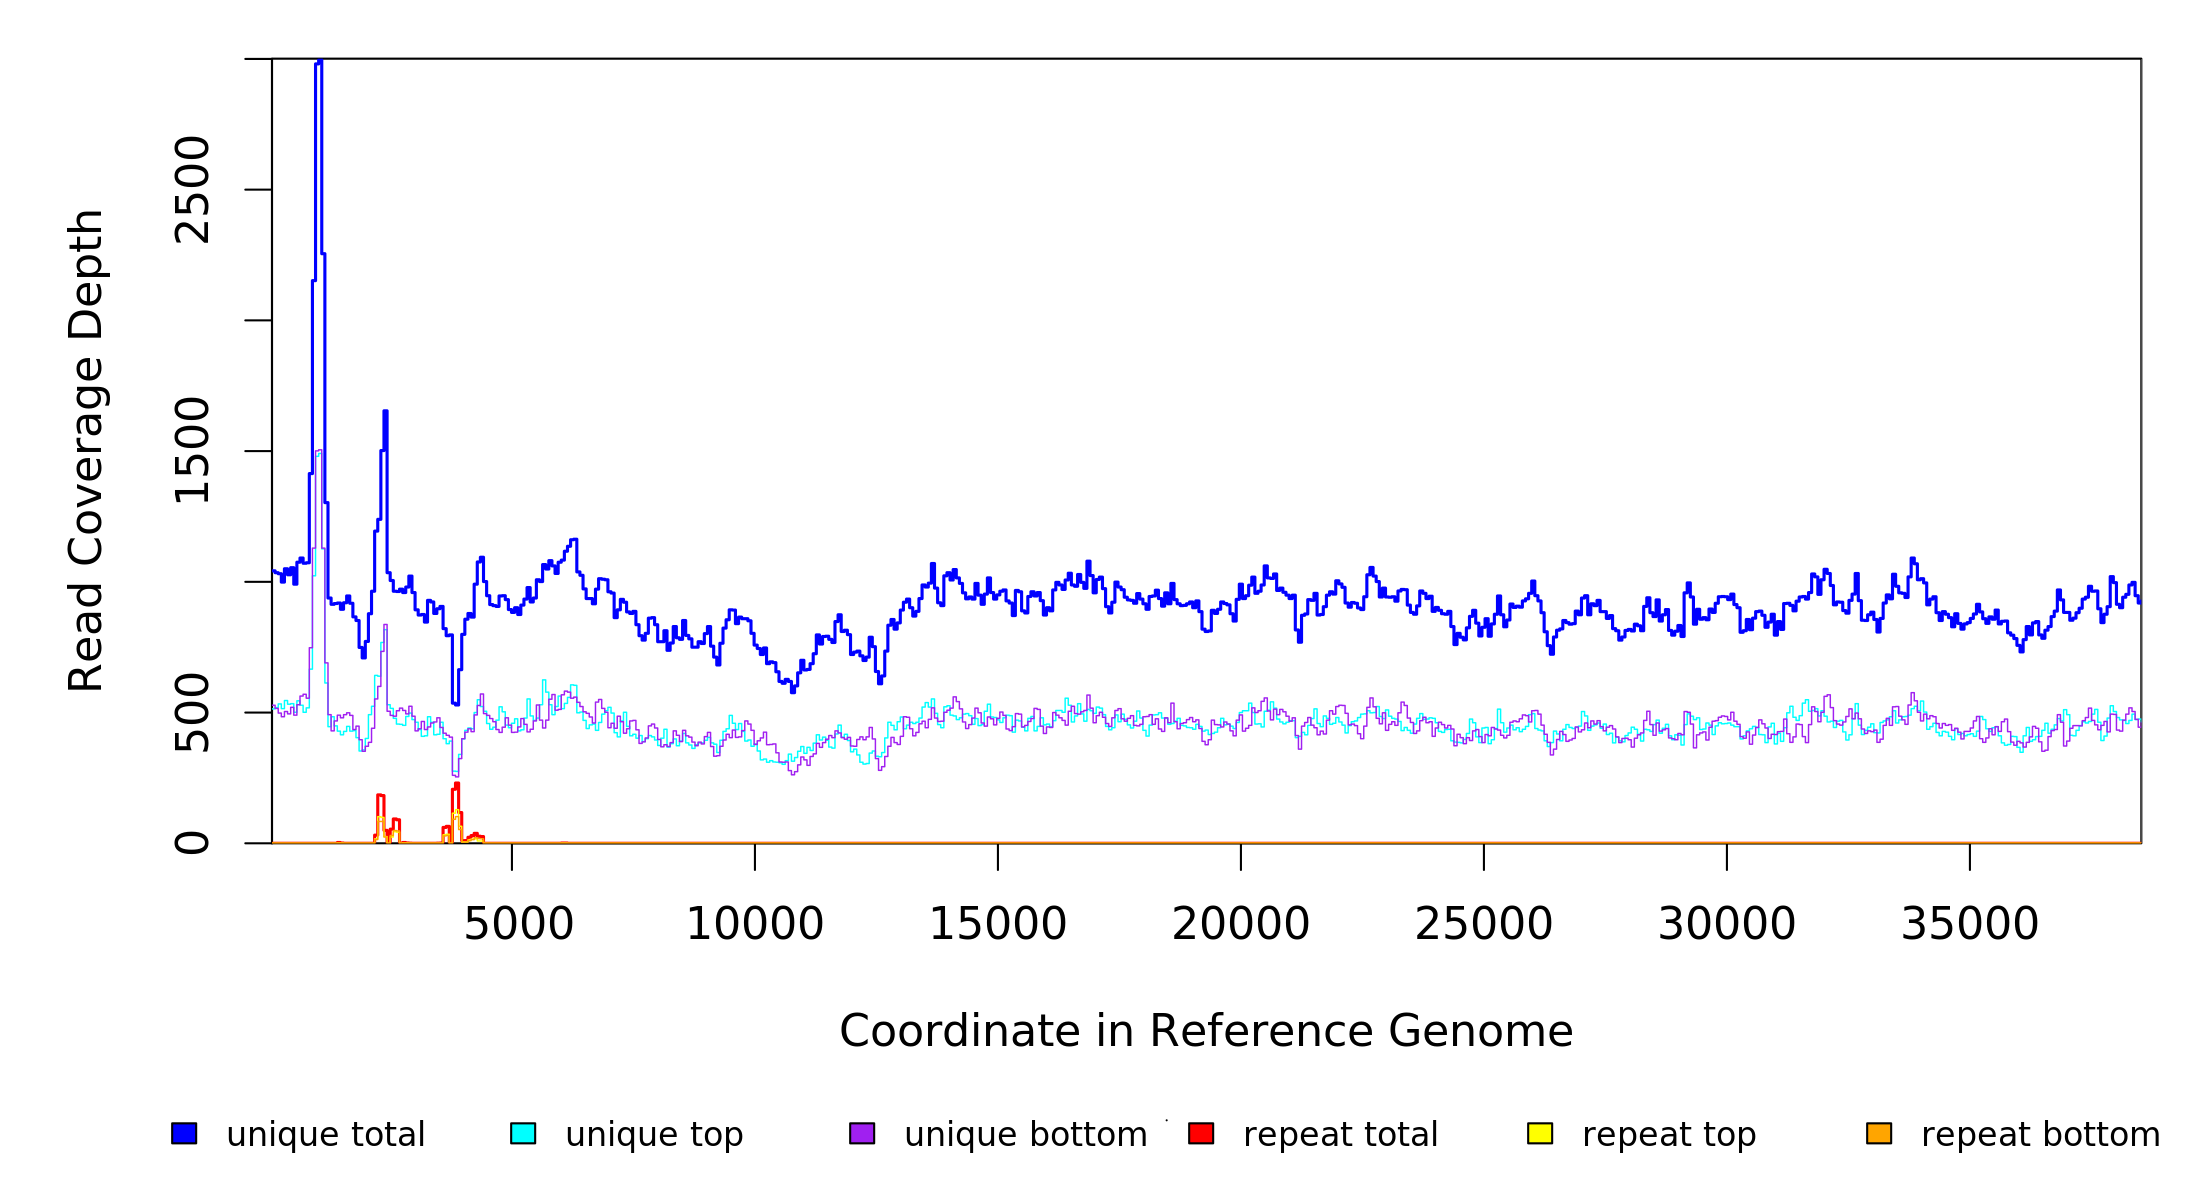 Read Coverage Depth
2500
1500
500
0
5000 10000 15000 20000 25000 30000 35000
Coordinate in Reference Genome
unique total unique top unique bottom repeat total repeat top repeat bottom